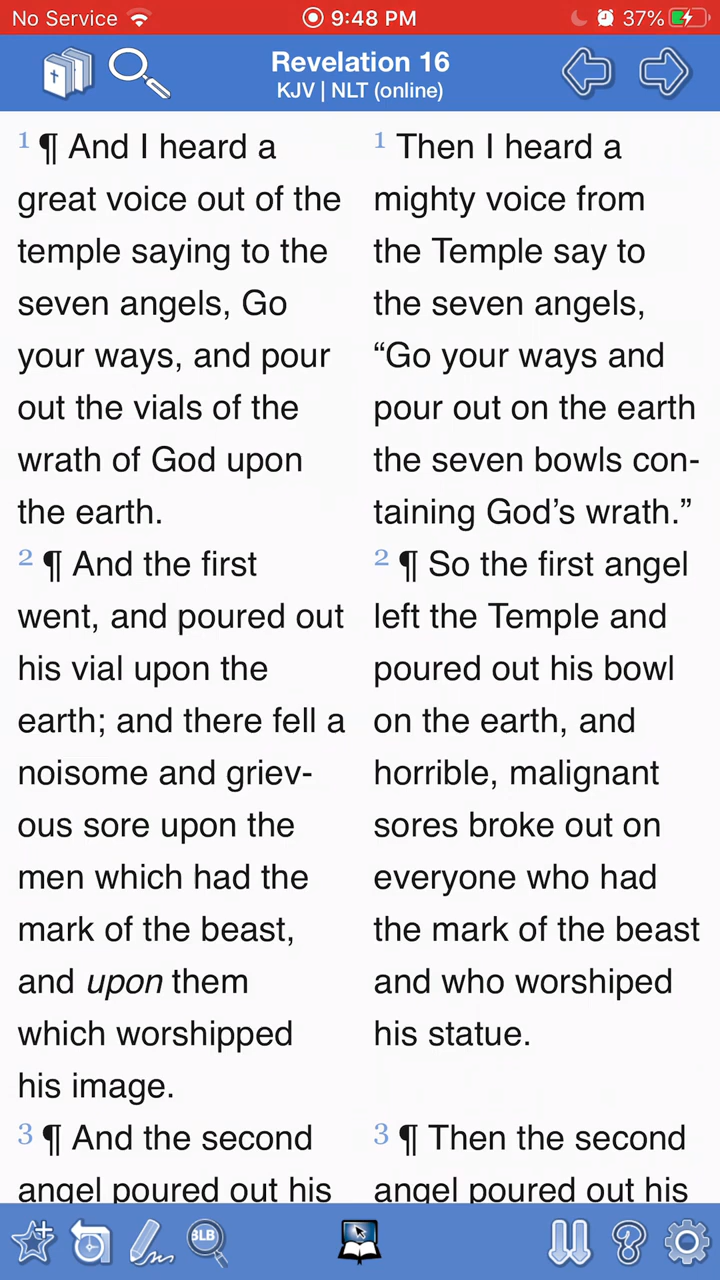 No Service 9:48 PM 37%
Revelation 16
KJV | NLT (online)
1 ¶ And I heard a
great voice out of the
temple saying to the
seven angels, Go
your ways, and pour
out the vials of the
wrath of God upon
the earth.
2 ¶ And the first
went, and poured out
his vial upon the
earth; and there fell a
noisome and griev-
ous sore upon the
men which had the
mark of the beast,
and upon them
which worshipped
his image.
3 ¶ And the second
angel poured out his
1 Then I heard a
mighty voice from
the Temple say to
the seven angels,
“Go your ways and
pour out on the earth
the seven bowls con-
taining God’s wrath.”
2 ¶ So the first angel
left the Temple and
poured out his bowl
on the earth, and
horrible, malignant
sores broke out on
everyone who had
the mark of the beast
and who worshiped
his statue.
3 ¶ Then the second
angel poured out his
BLB